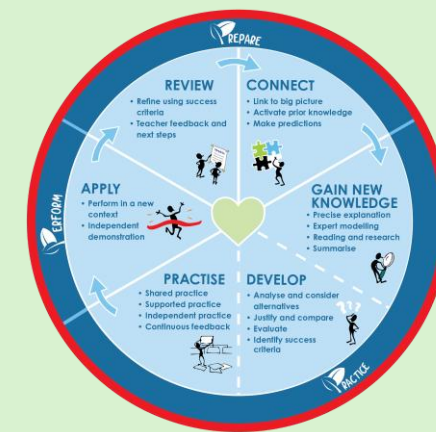 PREPARE
REVIEW
• Refine using success
criteria
• Teacher feedback and
next steps
CONNECT
• Link to big picture
• Activate prior knowledge
• Make predictions
GAIN NEW
KNOWLEDGE
• Precise explanation
• Expert modelling
• Reading and research
• Summarise
DEVELOP
• Analyse and consider
alternatives
• Justify and compare
• Evaluate
• Identify success
criteria
PRACTICE
PRACTISE
• Shared practice
• Supported practice
• Independent practice
• Continuous feedback
APPLY
• Perform in a new
context
• Independent
demonstration
PERFORM
???